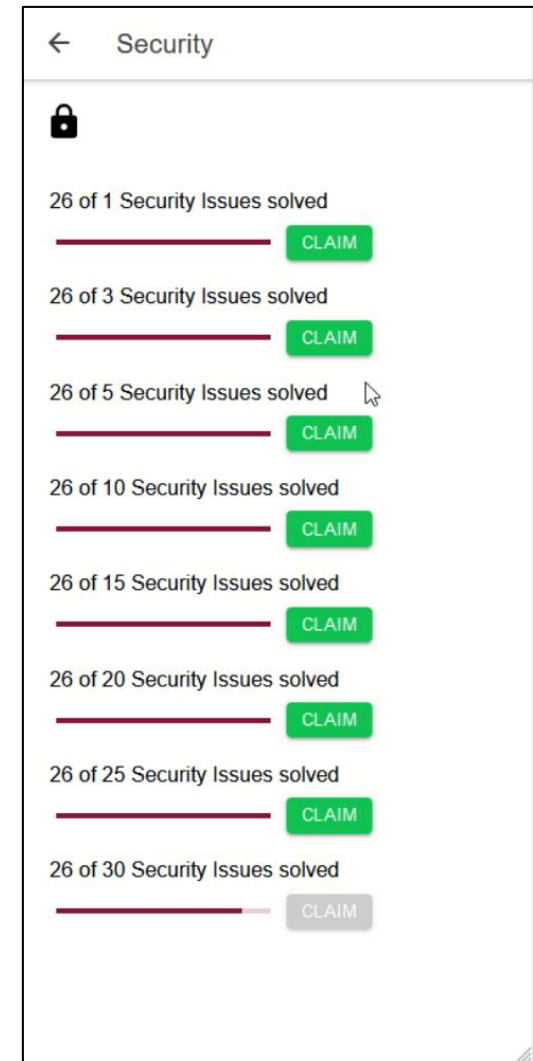 Security
26 of 1 Security Issues solved
CLAIM
26 of 3 Security Issues solved
CLAIM
26 of 5 Security Issues solved
CLAIM
26 of 10 Security Issues solved
CLAIM
26 of 15 Security Issues solved
CLAIM
26 of 20 Security Issues solved
CLAIM
26 of 25 Security Issues solved
CLAIM
26 of 30 Security Issues solved
CLAIM